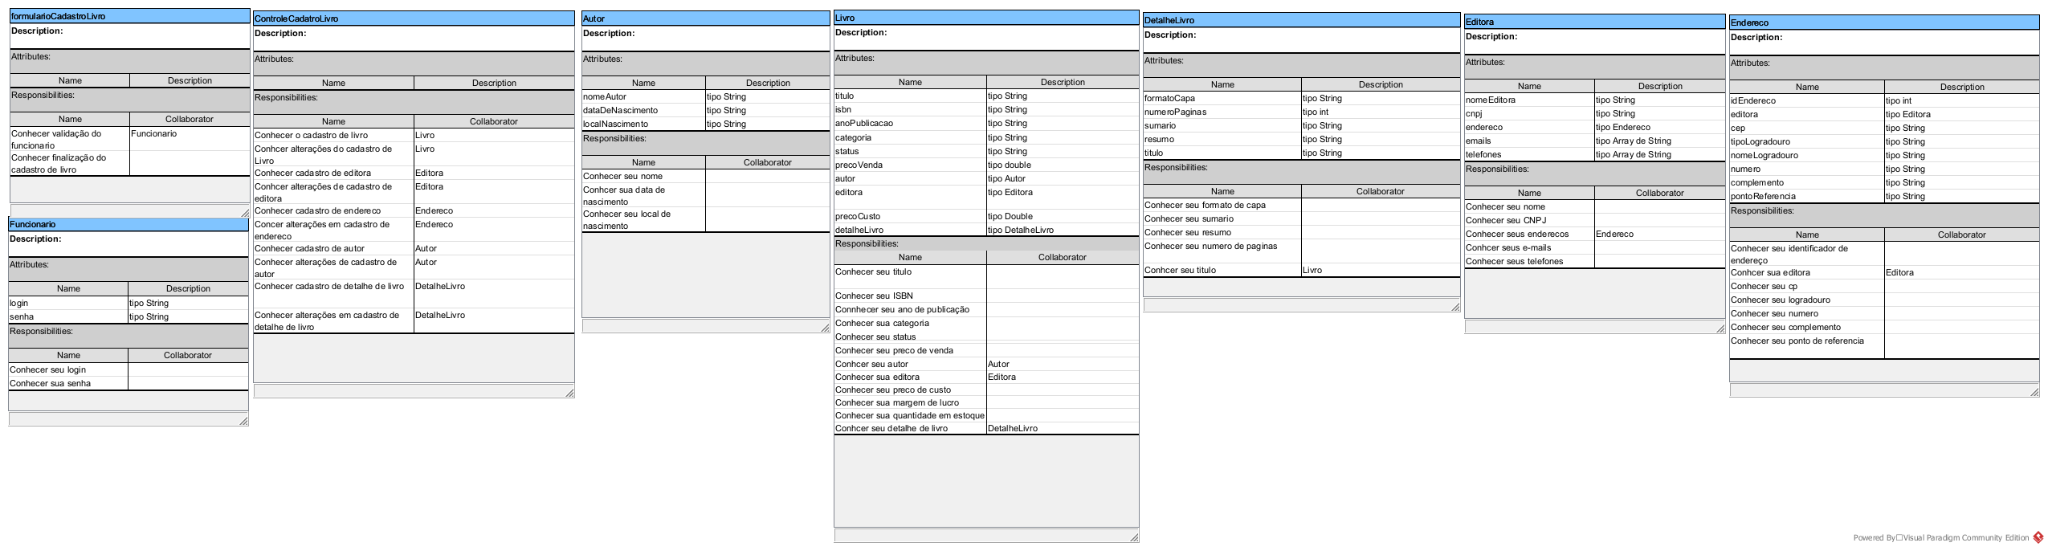 formularioCadastroLivro
Description:
Attributes:
Name Description
Responsibilities:
Name Collaborator
Conhecer validação do Funcionario
funcionario
Conhecer finalização do
cadastro de livro
Funcionario
Description:
Attributes:
Name Description
login tipo String
senha tipo String
Responsibilities:
Name Collaborator
Conhecer seu login
Conhecer sua senha
ControleCadatroLivro
Description:
Attributes:
Name Description
Responsibilities:
Name Collaborator
Conhecer o cadastro de livro Livro
Conhcer alterações do cadastro de Livro
Livro
Conhecer cadastro de editora Editora
Conhcer alterações de cadastro de Editora
editora
Conhecer cadastro de endereco Endereco
Concer alterações em cadastro de Endereco
endereco
Conhecer cadastro de autor Autor
Conhecer alterações de cadastro de Autor
autor
Conhecer cadastro de detalhe de livro DetalheLivro
Conhecer alterações em cadastro de DetalheLivro
detalhe de livro
Autor
Description:
Attributes:
Name Description
nomeAutor tipo String
dataDeNascimento tipo String
localNascimento tipo String
Responsibilities:
Name Collaborator
Conhecer seu nome
Conhcer sua data de
nascimento
Conhecer seu local de
nascimento
Livro
Description:
Attributes:
Name Description
titulo tipo String
isbn tipo String
anoPublicacao tipo String
categoria tipo String
status tipo String
precoVenda tipo double
autor tipo Autor
editora tipo Editora
precoCusto tipo Double
detalheLivro tipo DetalheLivro
Responsibilities:
Name Collaborator
Conhecer seu titulo
Conhecer seu ISBN
Connhecer seu ano de publicação
Conhecer sua categoria
Conhecer seu status
Conhecer seu preco de venda
Conhcer seu autor Autor
Conhecer sua editora Editora
Conhecer seu preco de custo
Conhecer sua margem de lucro
Conhecer sua quantidade em estoque
Conhcer seu detalhe de livro DetalheLivro
DetalheLivro
Description:
Attributes:
Name Description
formatoCapa tipo String
numeroPaginas tipo int
sumario tipo String
resumo tipo String
titulo tipo String
Responsibilities:
Name Collaborator
Conhecer seu formato de capa
Conhecer seu sumario
Conhecer seu resumo
Conhecer seu numero de paginas
Conhcer seu titulo Livro
Editora
Description:
Attributes:
Name Description
nomeEditora tipo String
cnpj tipo String
endereco tipo Endereco
emails tipo Array de String
telefones tipo Array de String
Responsibilities:
Name Collaborator
Conhecer seu nome
Conhecer seu CNPJ
Conhecer seus enderecos Endereco
Conhcer seus e-mails
Conhecer seus telefones
Endereco
Description:
Attributes:
Name Description
idEndereco tipo int
editora tipo Editora
cep tipo String
tipoLogradouro tipo String
nomeLogradouro tipo String
numero tipo String
complemento tipo String
pontoReferencia tipo String
Responsibilities:
Name Collaborator
Conhecer seu identificador de
endereço
Conhcer sua editora Editora
Conhecer seu cp
Conhecer seu logradouro
Conhecer seu numero
Conhecer seu complemento
Conhecer seu ponto de referencia
Powered By□Visual Paradigm Community Edition